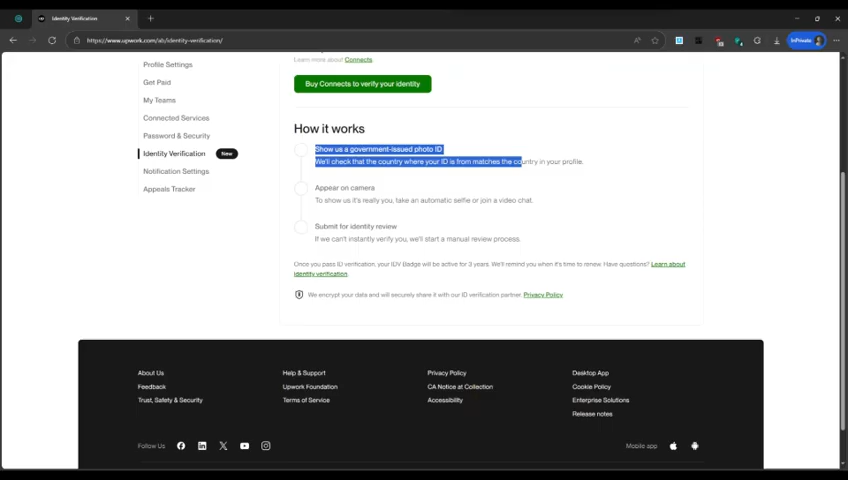 Identity Verification
https://www.upwork.com/ab/identity-verification/
InPrivate
Profile Settings
Get Paid
My Teams
Connected Services
Password & Security
Identity Verification New
Notification Settings
Appeals Tracker
Learn more about Connects
Buy Connects to verify your identity
How it works
Show us a government-issued photo ID
We'll check that the country where your ID is from matches the country in your profile.
Appear on camera
To show us it's really you, take an automatic selfie or join a video chat.
Submit for identity review
If we can't instantly verify you, we'll start a manual review process.
Once you pass ID verification, your IDV Badge will be active for 3 years. We'll remind you when it's time to renew. Have questions? Learn about
identity verification.
We encrypt your data and will securely share it with our ID verification partner. Privacy Policy
About Us
Feedback
Trust, Safety & Security
Help & Support
Upwork Foundation
Terms of Service
Privacy Policy
CA Notice at Collection
Accessibility
Desktop App
Cookie Policy
Enterprise Solutions
Release notes
Follow Us
Mobile app